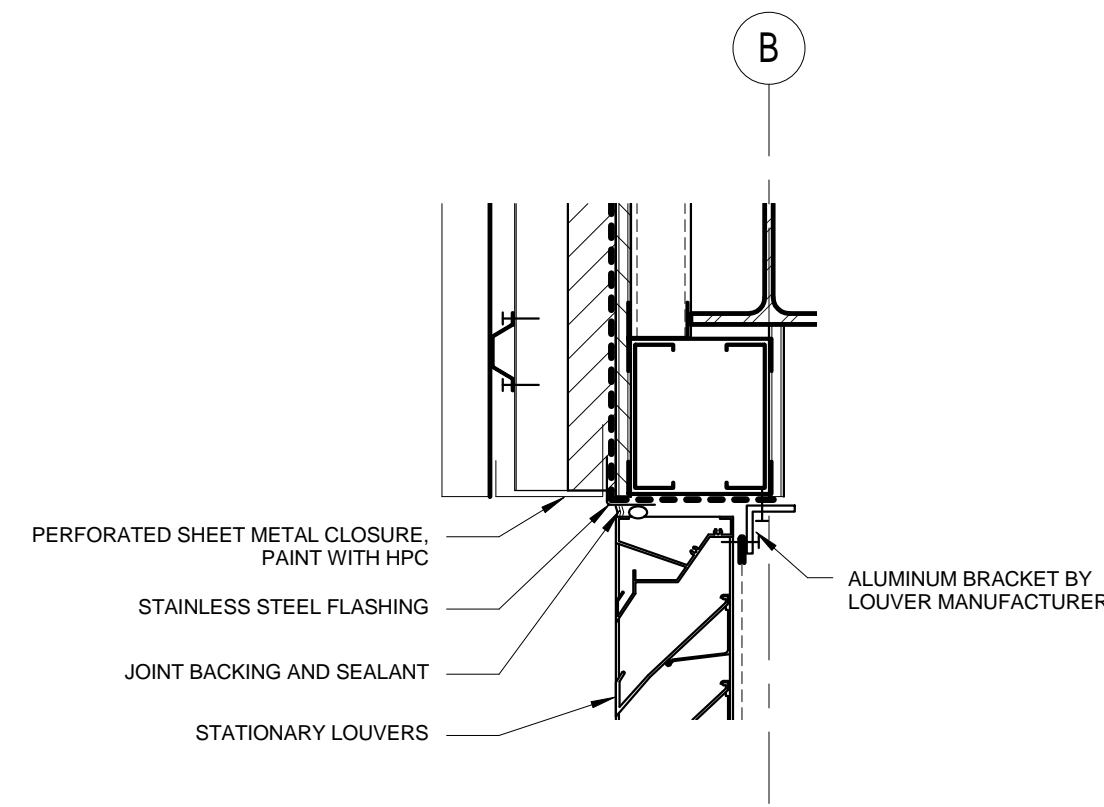 B
PERFORATED SHEET METAL CLOSURE,
PAINT WITH HPC
STAINLESS STEEL FLASHING
JOINT BACKING AND SEALANT
STATIONARY LOUVERS
ALUMINUM BRACKET BY
LOUVER MANUFACTURER